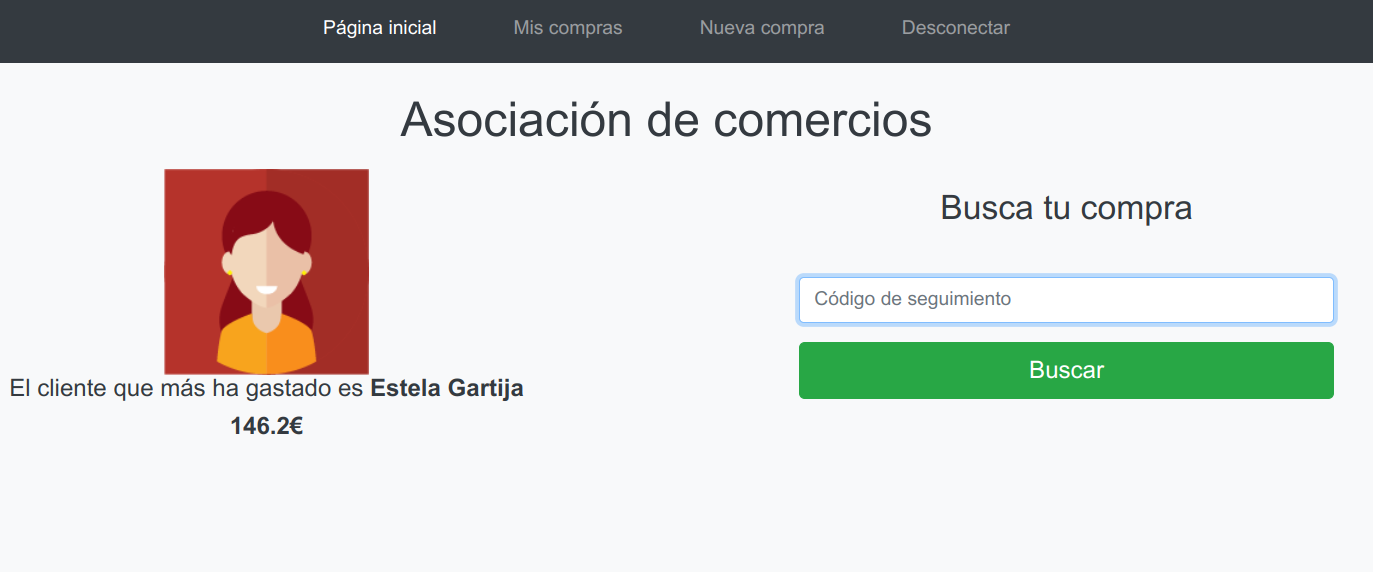 Página inicial Mis compras Nueva compra Desconectar
Asociación de comercios
El cliente que más ha gastado es Estela Gartija
146.2€
Busca tu compra
Código de seguimiento
Buscar